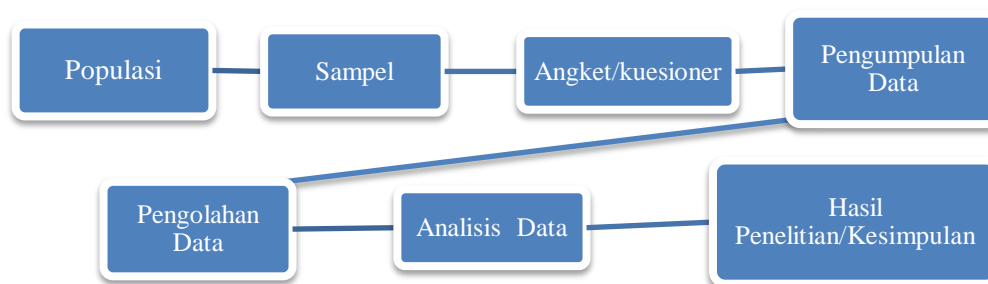 Populasi
Sampel
Angket/kuesioner
Pengumpulan
Data
Pengolahan
Data
Analisis Data
Hasil
Penelitian/Kesimpulan